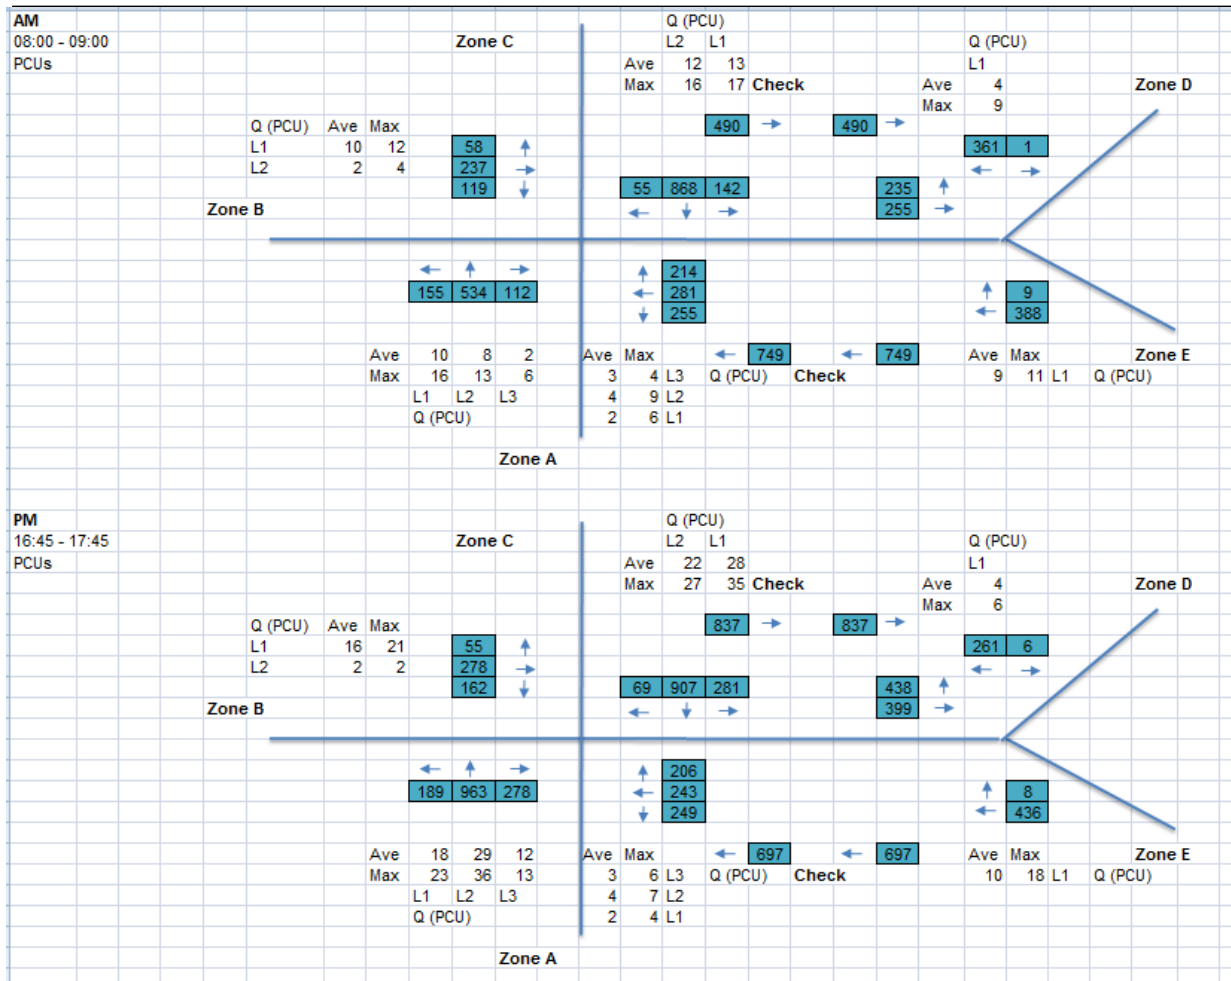 AM Q (PCU)
08:00 - 09:00 Zone C L2 L1 Q (PCU)
PCUs Ave 12 13 L1
Max 16 17 Check Ave 4 Zone D
Max 9
Q (PCU) Ave Max 490 490
L1 10 12 58 361 1
L2 2 4 237
119 55 868 142 235
Zone B 255
214
155 534 112 281 9
255 388
Ave 10 8 2 Ave Max 749 749 Ave Max Zone E
Max 16 13 6 3 4 L3 Q (PCU) Check 9 11 L1 Q (PCU)
L1 L2 L3 4 9 L2
Q (PCU) 2 6 L1
Zone A
PM Q (PCU)
16:45 - 17:45 Zone C L2 L1 Q (PCU)
PCUs Ave 22 28 L1
Max 27 35 Check Ave 4 Zone D
Max 6
Q (PCU) Ave Max 837 837
L1 16 21 55 261 6
L2 2 2 278
162 69 907 281 438
Zone B 399
206
189 963 278 243 8
249 436
Ave 18 29 12 Ave Max 697 697 Ave Max Zone E
Max 23 36 13 3 6 L3 Q (PCU) Check 10 18 L1 Q (PCU)
L1 L2 L3 4 7 L2
Q (PCU) 2 4 L1
Zone A